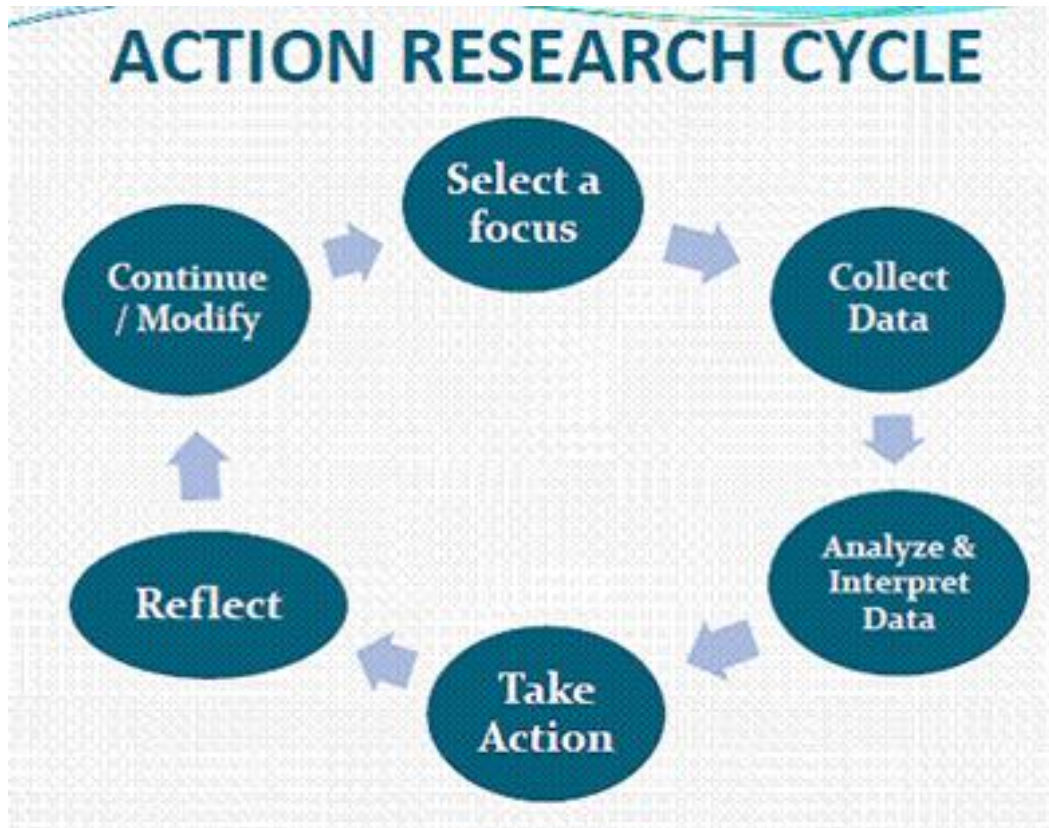 ACTION RESEARCH CYCLE
Select a
focus
Collect
Data
Analyze &
Interpret
Data
Take
Action
Reflect
Continue
/ Modify